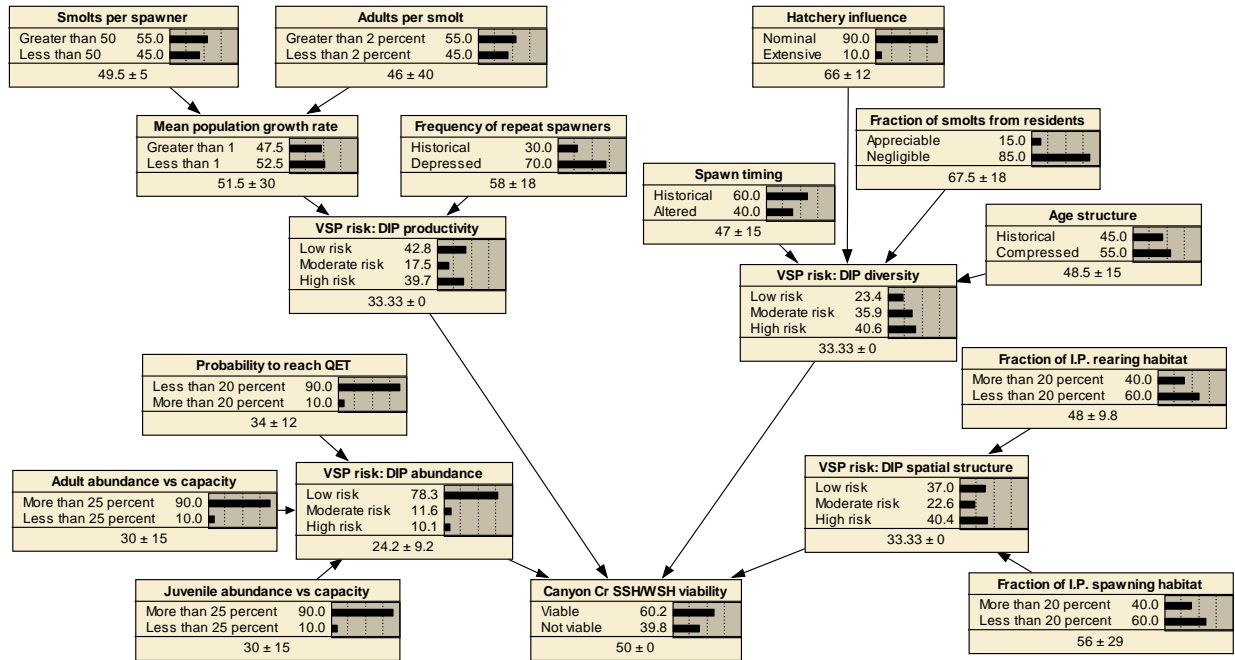 Smolts per spawner
Greater than 50 55.0
Less than 50 45.0
49.5 ± 5
Adults per smolt
Greater than 2 percent 55.0
Less than 2 percent 45.0
46 ± 40
Hatchery influence
Nominal 90.0
Extensive 10.0
66 ± 12
Mean population growth rate
Greater than 1 47.5
Less than 1 52.5
51.5 ± 30
Frequency of repeat spawners
Historical 30.0
Depressed 70.0
58 ± 18
Fraction of smolts from residents
Appreciable 15.0
Negligible 85.0
67.5 ± 18
Spawn timing
Historical 60.0
Altered 40.0
47 ± 15
Age structure
Historical 45.0
Compressed 55.0
48.5 ± 15
VSP risk: DIP productivity
Low risk 42.8
Moderate risk 17.5
High risk 39.7
33.33 ± 0
VSP risk: DIP diversity
Low risk 23.4
Moderate risk 35.9
High risk 40.6
33.33 ± 0
Probability to reach QET
Less than 20 percent 90.0
More than 20 percent 10.0
34 ± 12
Fraction of I.P. rearing habitat
More than 20 percent 40.0
Less than 20 percent 60.0
48 ± 9.8
Adult abundance vs capacity
More than 25 percent 90.0
Less than 25 percent 10.0
30 ± 15
VSP risk: DIP abundance
Low risk 78.3
Moderate risk 11.6
High risk 10.1
24.2 ± 9.2
VSP risk: DIP spatial structure
Low risk 37.0
Moderate risk 22.6
High risk 40.4
33.33 ± 0
Juvenile abundance vs capacity
More than 25 percent 90.0
Less than 25 percent 10.0
30 ± 15
Canyon Cr SSH/WSH viability
Viable 60.2
Not viable 39.8
50 ± 0
Fraction of I.P. spawning habitat
More than 20 percent 40.0
Less than 20 percent 60.0
56 ± 29